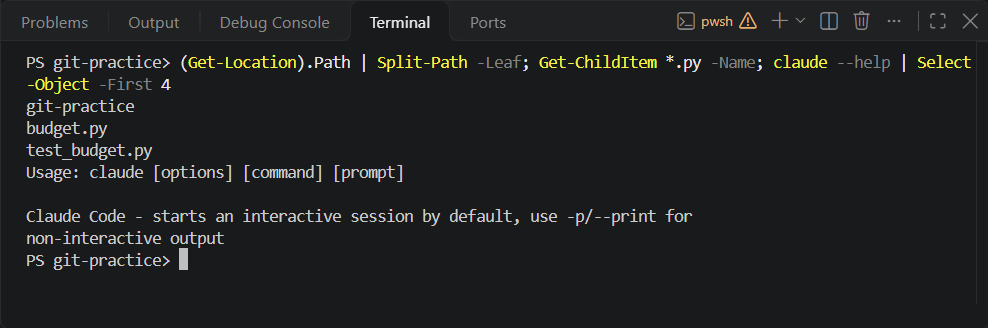 Problems Output Debug Console Terminal Ports pwsh
PS git-practice> (Get-Location).Path | Split-Path -Leaf; Get-ChildItem *.py -Name; claude --help | Select
-Object -First 4
git-practice
budget.py
test_budget.py
Usage: claude [options] [command] [prompt]
Claude Code - starts an interactive session by default, use -p/--print for
non-interactive output
PS git-practice>